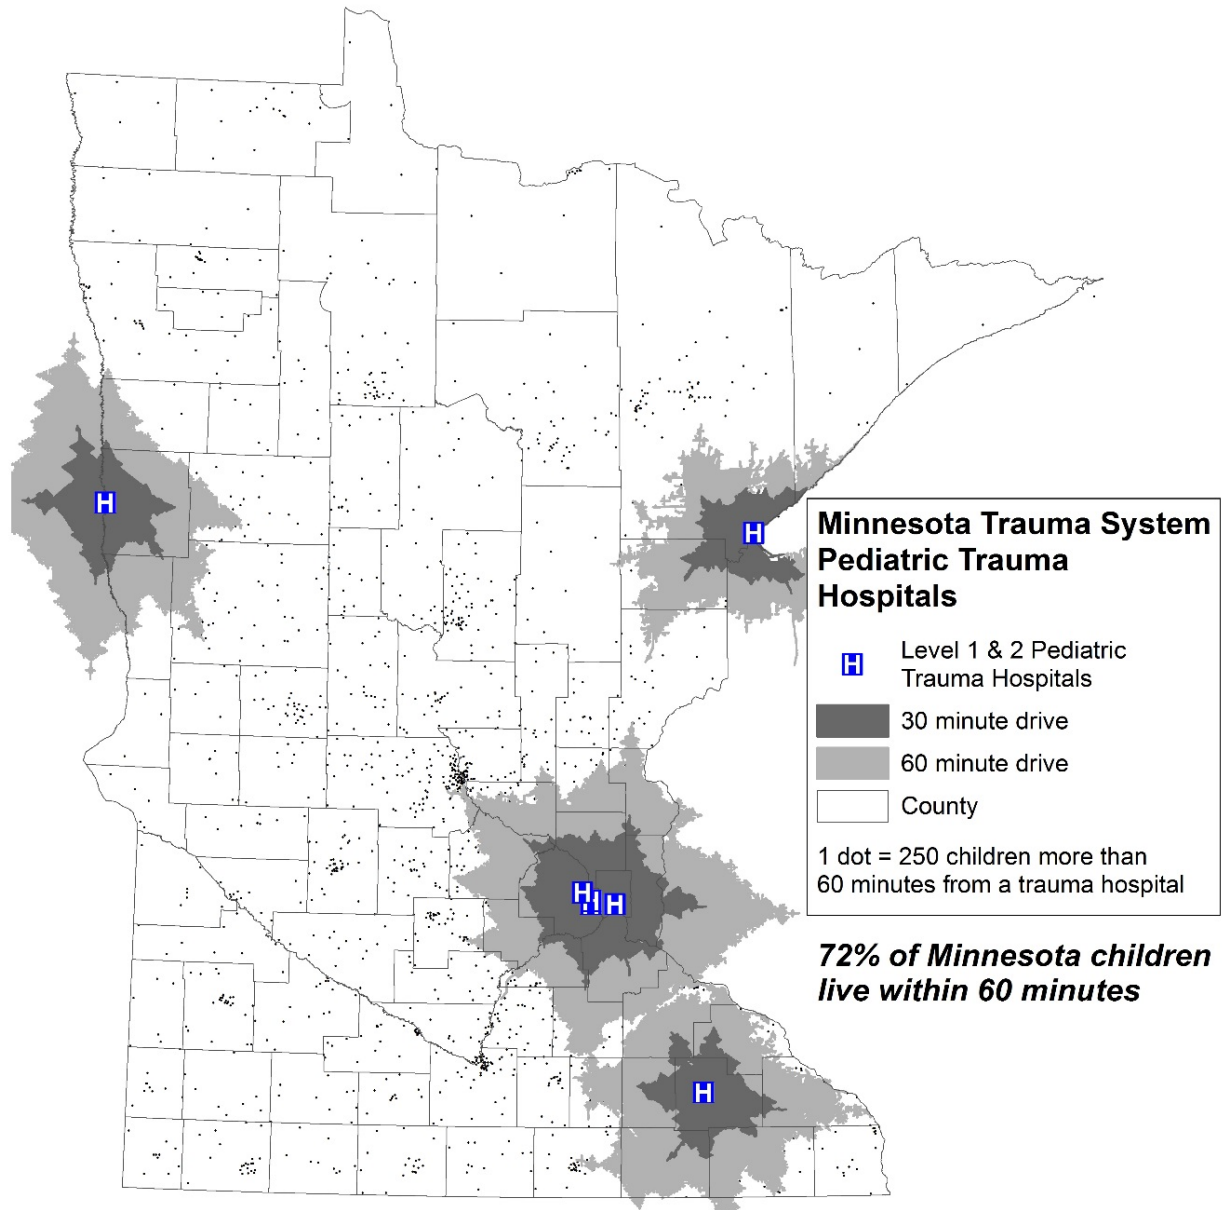 H
H
Minnesota Trauma System
Pediatric Trauma
Hospitals
H
Level 1 & 2 Pediatric
Trauma Hospitals
30 minute drive
60 minute drive
County
1 dot = 250 children more than
60 minutes from a trauma hospital
H
H
H
72% of Minnesota children
live within 60 minutes
H